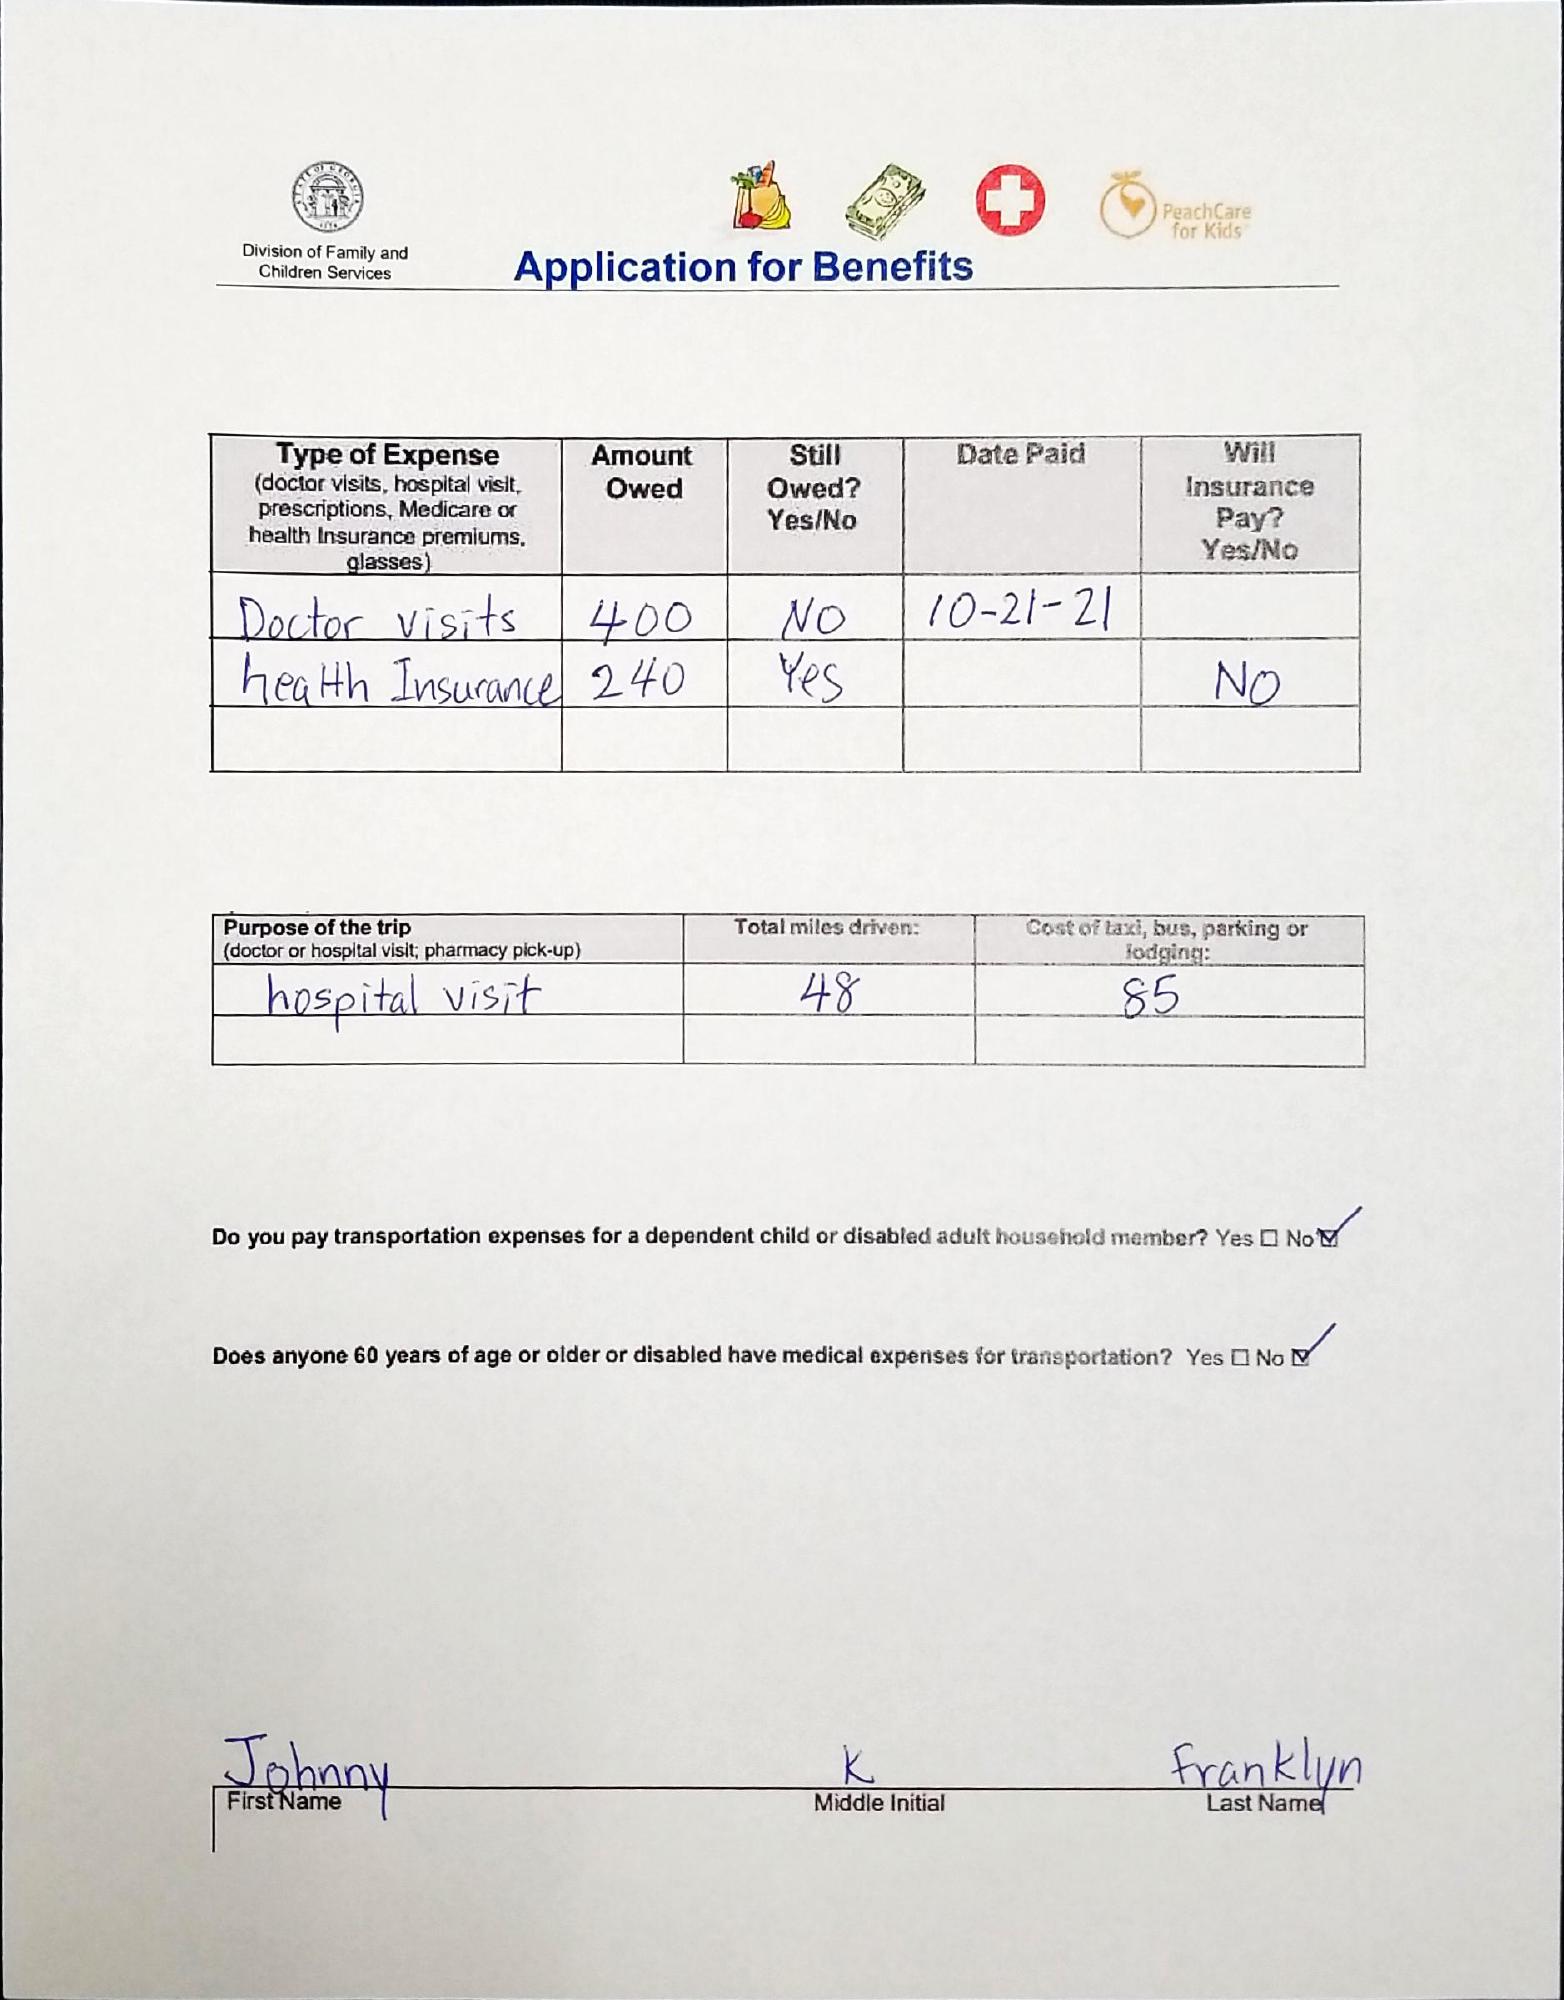 PeachCare
for Kids
Division of Family and
Children Services
Application for Benefits
Type of Expense
(doctor visits, hospital visit,
prescriptions, Medicare or
health Insurance premiums,
glasses)
Amount
Owed
Still
Owed?
Yes/No
Date Paid
Will
Insurance
Pay?
Yes/No
Doctor visits 400 NO 10-21-21
health Insurance 240 Yes NO
Purpose of the trip
(doctor or hospital visit; pharmacy pick-up)
Total miles driven:
Cost of taxi, bus, parking or
lodging:
hospital visit 48 85
Do you pay transportation expenses for a dependent child or disabled adult household member? Yes ☐ No ☑
Does anyone 60 years of age or older or disabled have medical expenses for transportation? Yes ☐ No ☑
Johnny K Franklyn
First Name Middle Initial Last Name